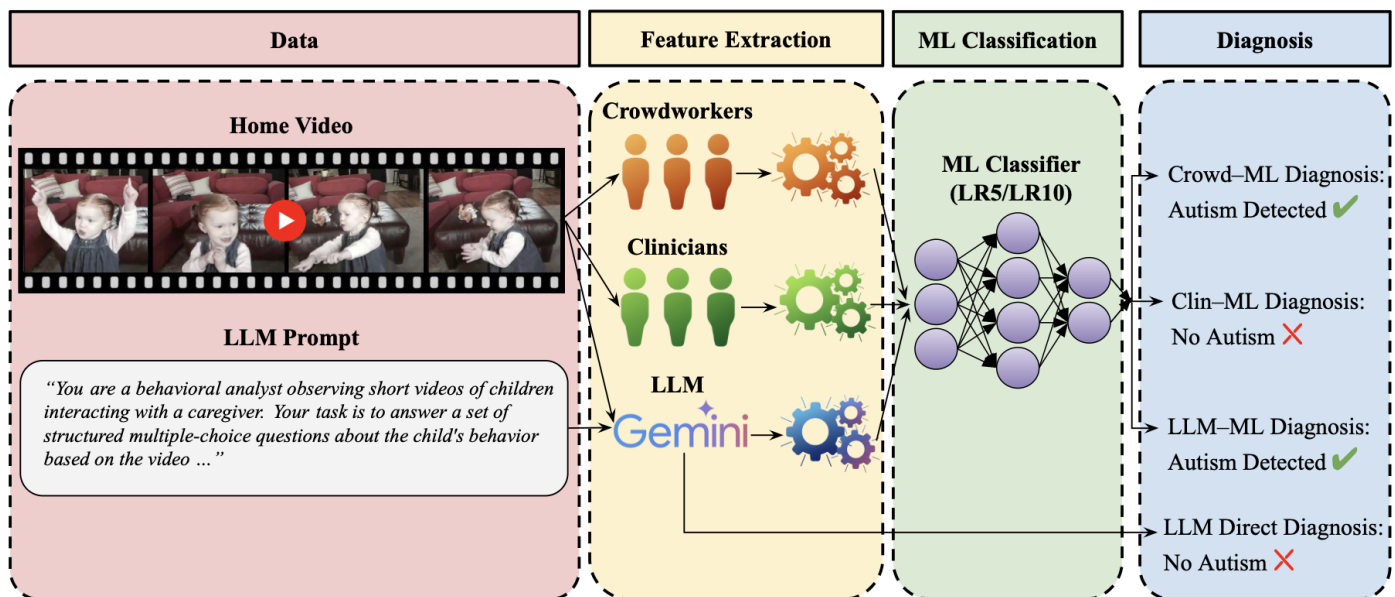 Data
Feature Extraction
ML Classification
Diagnosis
Home Video
LLM Prompt
“You are a behavioral analyst observing short videos of children
interacting with a caregiver. Your task is to answer a set of
structured multiple-choice questions about the child's behavior
based on the video ...”
Crowdworkers
Clinicians
LLM
Gemini
ML Classifier
(LR5/LR10)
Crowd–ML Diagnosis:
Autism Detected ✔
Clin–ML Diagnosis:
No Autism ✗
LLM–ML Diagnosis:
Autism Detected ✔
LLM Direct Diagnosis:
No Autism ✗